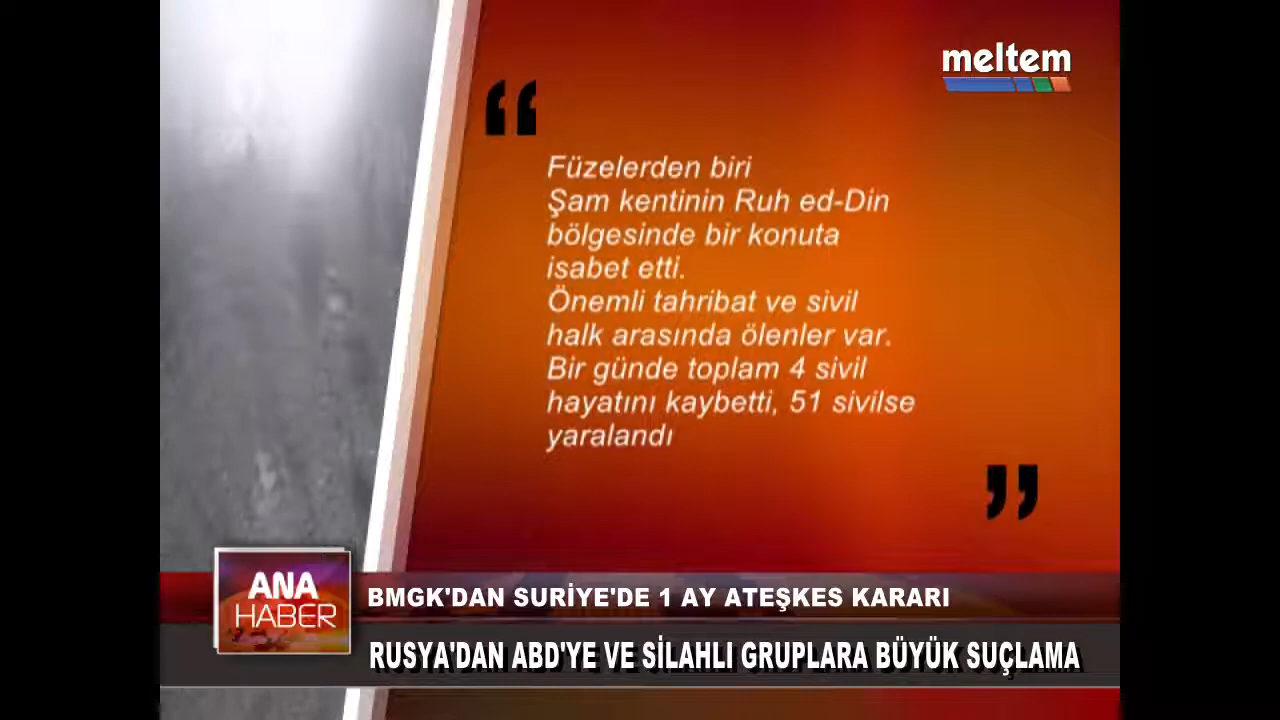 meltem
“
Füzelerden biri
Şam kentinin Ruh ed-Din
bölgesinde bir konuta
isabet etti.
Önemli tahribat ve sivil
halk arasında ölenler var.
Bir günde toplam 4 sivil
hayatını kaybetti, 51 sivilse
yaralandı
”
ANA
HABER
BMGK'DAN SURİYE'DE 1 AY ATEŞKES KARARI
RUSYA'DAN ABD'YE VE SİLAHLI GRUPLARA BÜYÜK SUÇLAMA